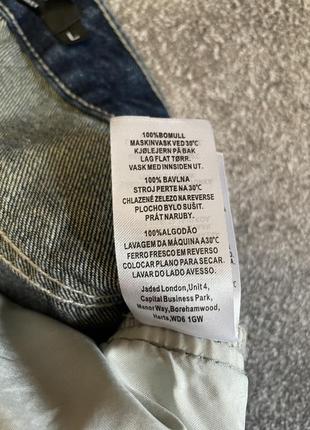 L
100%BOMULL
MASKINVASK VED 30°C
KJØLEJERN PÅ BAK
LAG FLAT TØRR.
VASK MED INNSIDEN UT.
100% BAVLNA
STROJ PERTE NA 30°C
CHLAZENÉ ŽELEZO NA REVERSE
PLOCHO BYLO SUŠIT.
PRÁT NARUBY.
100%ALGODÃO
LAVAGEM DA MÁQUINA A30°C
FERRO FRESCO EM REVERSO
COLOCAR PLANO PARA SECAR.
LAVAR DO LADO AVESSO.
Jaded London, Unit 4,
Capital Business Park,
Manor Way, Borehamwood,
Herts, WD6 1GW